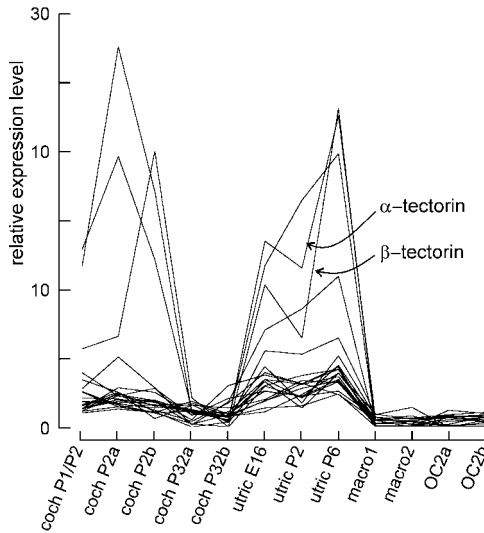 30
10
10
0
relative expression level
α–tectorin
β–tectorin
coch P1/P2
coch P2a
coch P2b
coch P32a
coch P32b
utric E16
utric P2
utric P6
macro1
macro2
OC2a
OC2b